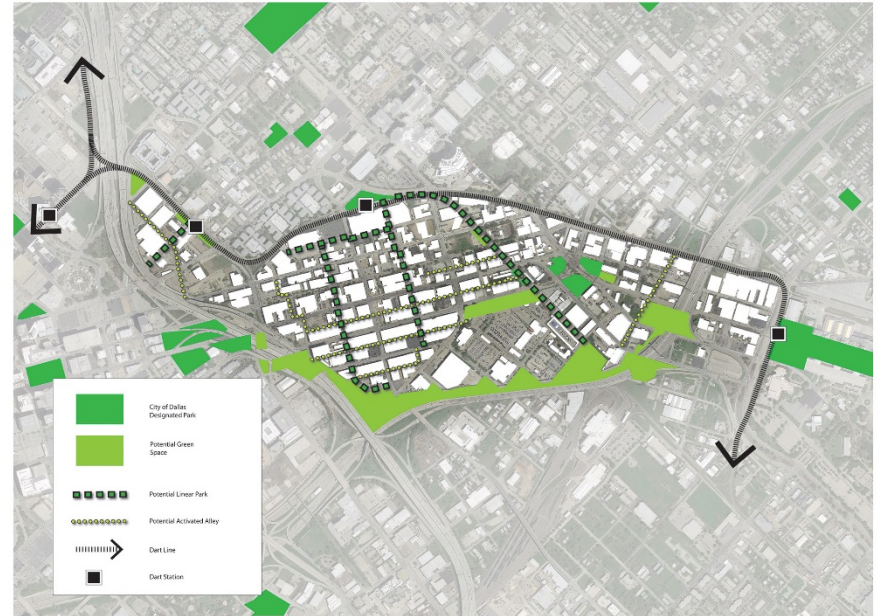 City of Dallas
Designated Park
Potential Green
Space
Potential Linear Park
Potential Activated Alley
Dart Line
Dart Station